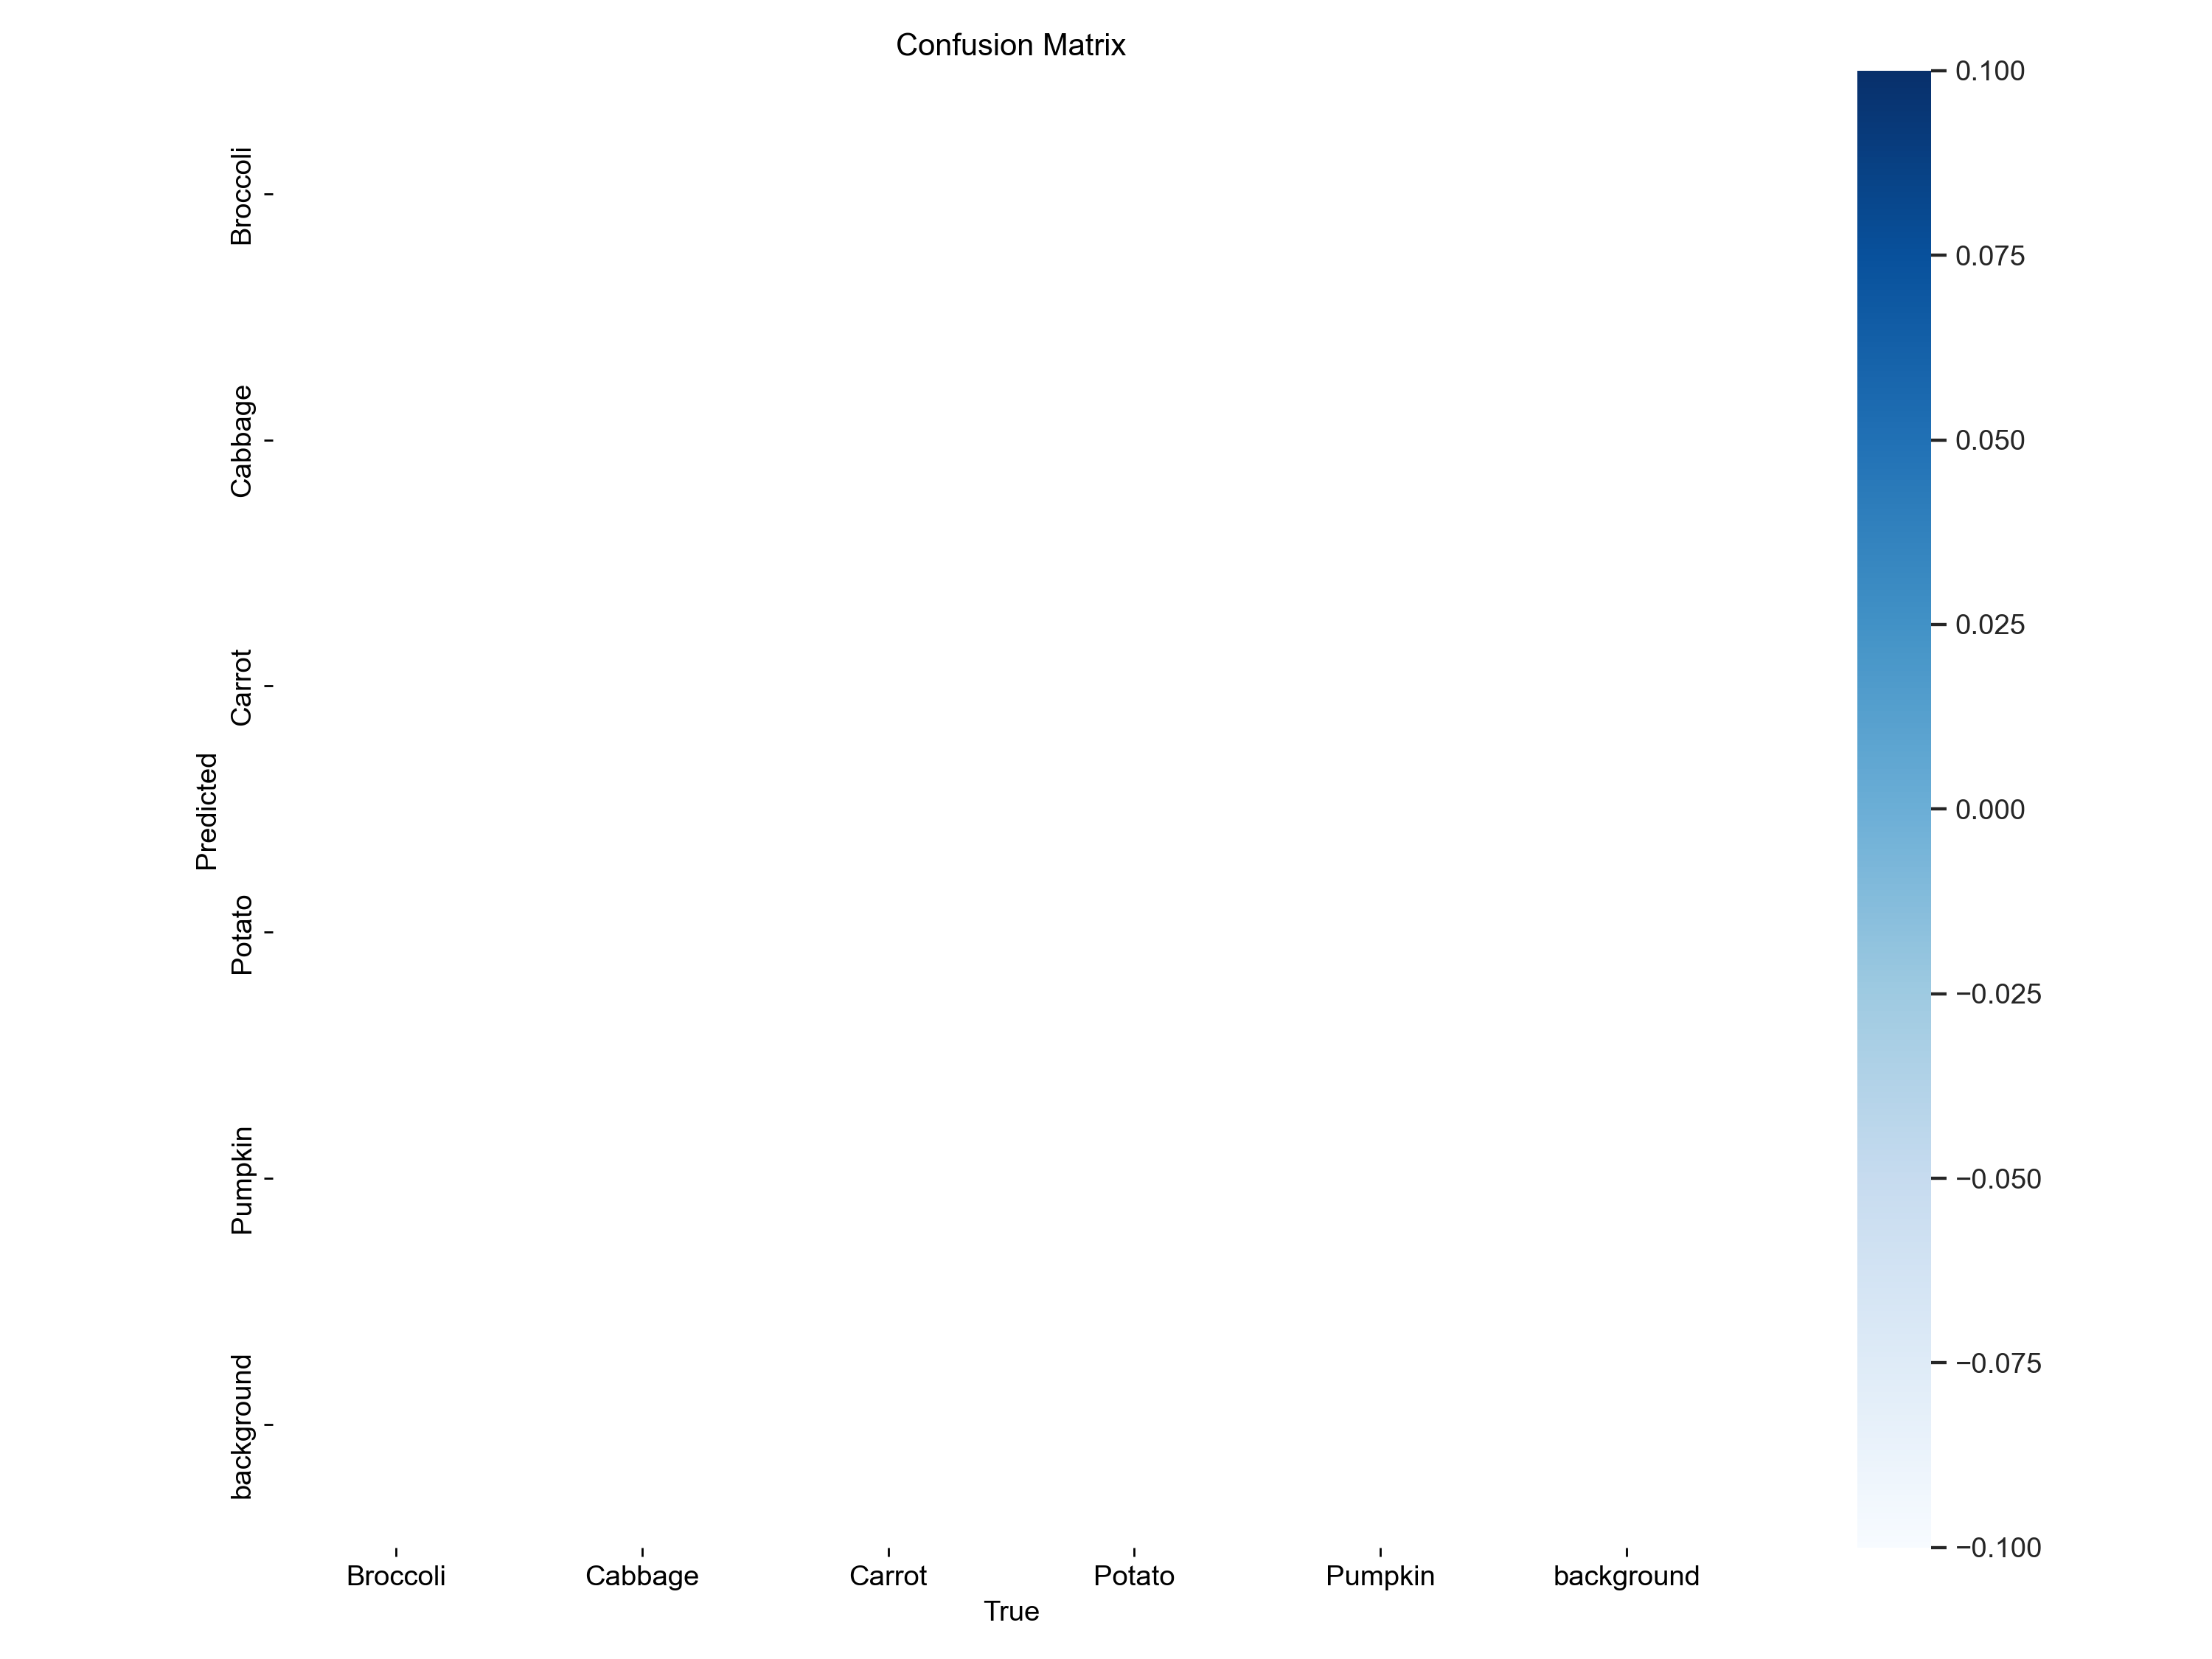 Confusion Matrix
Predicted
Broccoli
Cabbage
Carrot
Potato
Pumpkin
background
Broccoli Cabbage Carrot Potato Pumpkin background
True
0.100
0.075
0.050
0.025
0.000
−0.025
−0.050
−0.075
−0.100